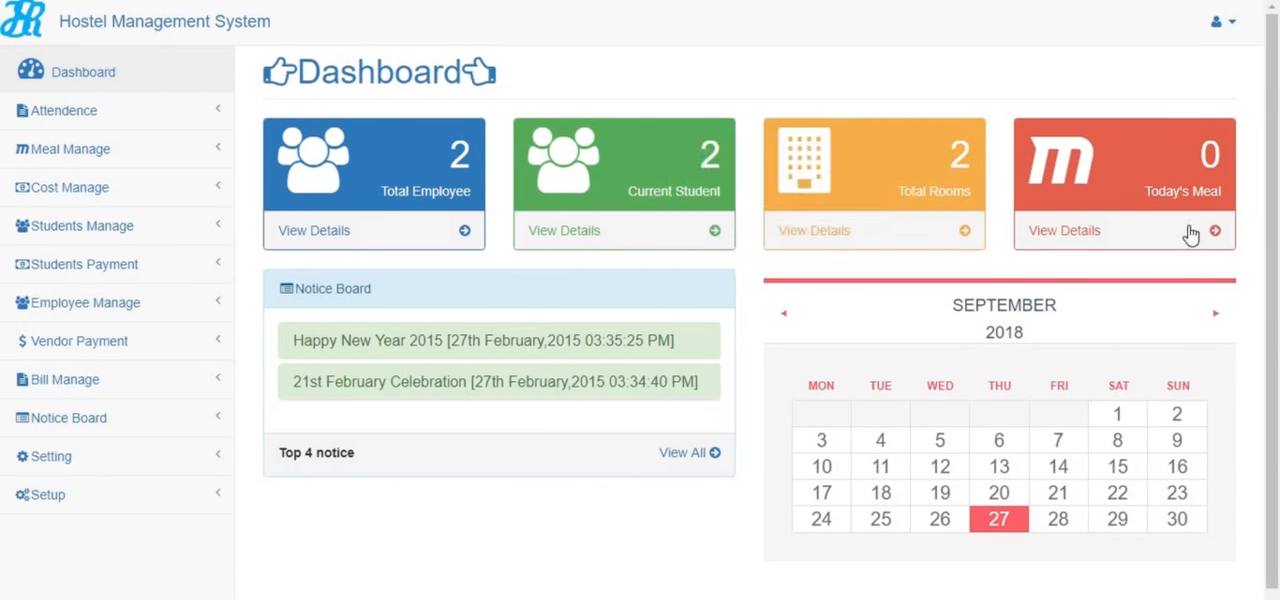 HR
Hostel Management System
Dashboard
Attendence
Meal Manage
Cost Manage
Students Manage
Students Payment
Employee Manage
$ Vendor Payment
Bill Manage
Notice Board
Setting
Setup
Dashboard
2
Total Employee
View Details
2
Current Student
View Details
2
Total Rooms
View Details
m
0
Today's Meal
View Details
Notice Board
Happy New Year 2015 [27th February,2015 03:35:25 PM]
21st February Celebration [27th February,2015 03:34:40 PM]
Top 4 notice
View All
SEPTEMBER
2018
MON TUE WED THU FRI SAT SUN
1 2
3 4 5 6 7 8 9
10 11 12 13 14 15 16
17 18 19 20 21 22 23
24 25 26 27 28 29 30